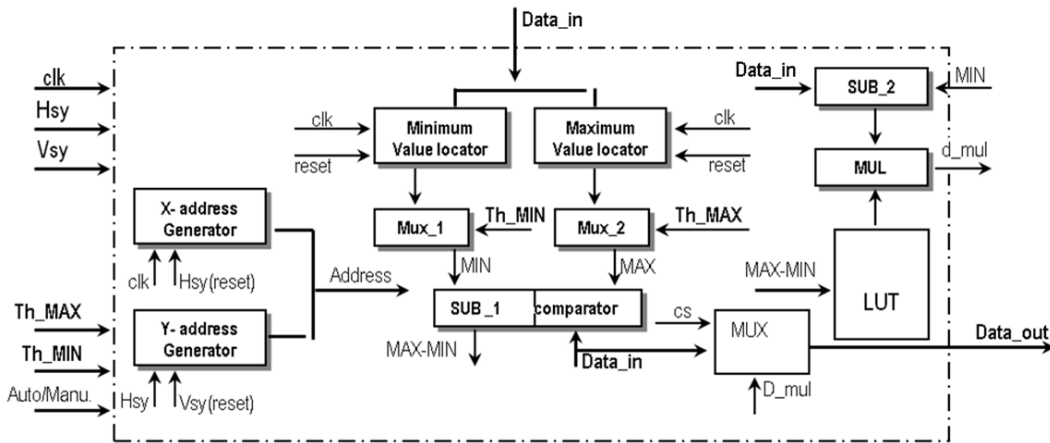 Data_in
clk
Hsy
Vsy
Data_in
SUB_2
MIN
clk
reset
Minimum
Value locator
Maximum
Value locator
clk
reset
MUL
d_mul
X- address
Generator
Mux_1
Th_MIN
Mux_2
Th_MAX
clk
Hsy(reset)
Address
MIN
MAX
MAX-MIN
LUT
Th_MAX
Th_MIN
Auto/Manu.
Y- address
Generator
SUB_1
comparator
cs
MUX
MAX-MIN
Data_in
Data_out
Hsy
Vsy(reset)
D_mul